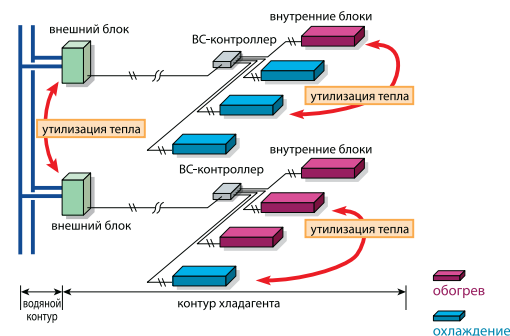 внешний блок
внутренние блоки
ВС-контроллер
утилизация тепла
утилизация тепла
внутренние блоки
ВС-контроллер
внешний блок
утилизация тепла
водяной
контур
контур хладагента
обогрев
охлаждение